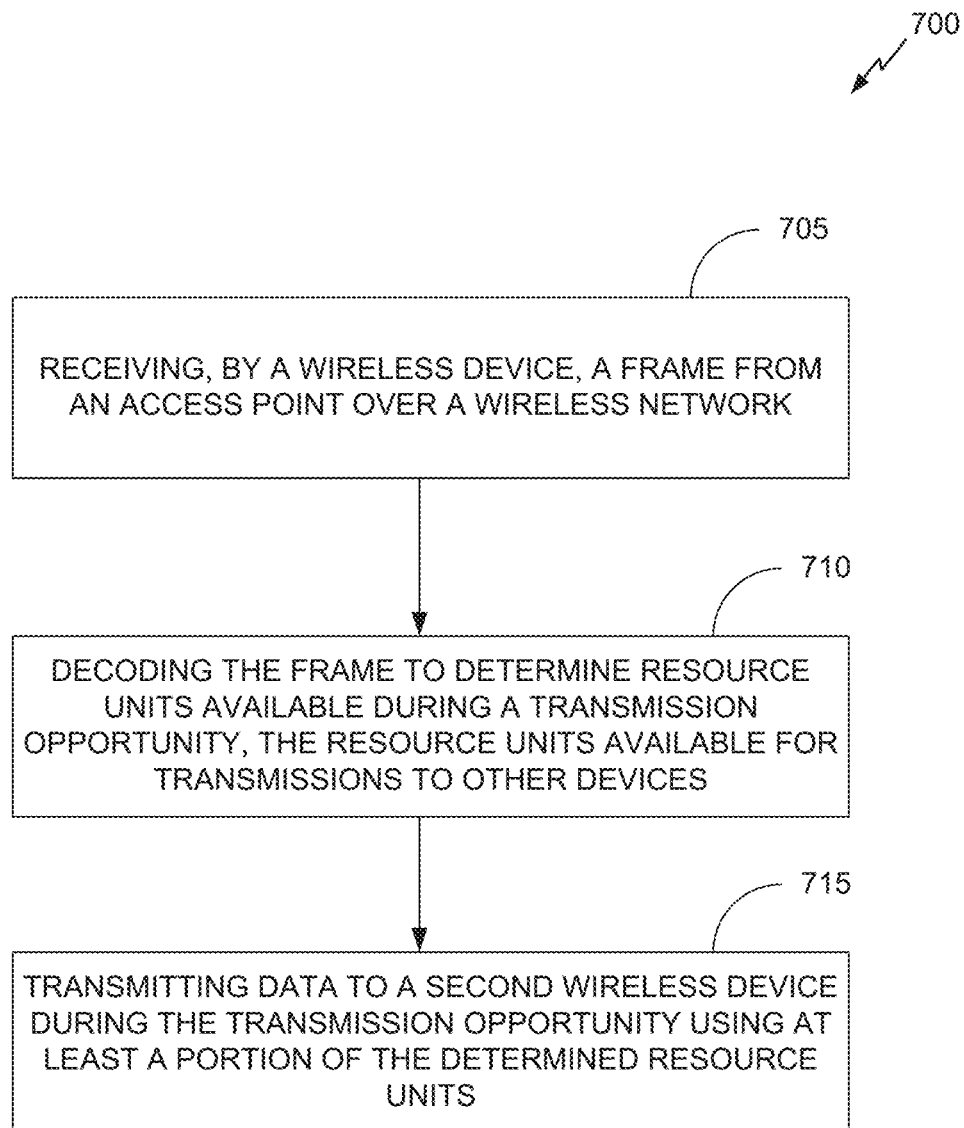 700
705
RECEIVING, BY A WIRELESS DEVICE, A FRAME FROM
AN ACCESS POINT OVER A WIRELESS NETWORK
710
DECODING THE FRAME TO DETERMINE RESOURCE
UNITS AVAILABLE DURING A TRANSMISSION
OPPORTUNITY, THE RESOURCE UNITS AVAILABLE FOR
TRANSMISSIONS TO OTHER DEVICES
715
TRANSMITTING DATA TO A SECOND WIRELESS DEVICE
DURING THE TRANSMISSION OPPORTUNITY USING AT
LEAST A PORTION OF THE DETERMINED RESOURCE
UNITS